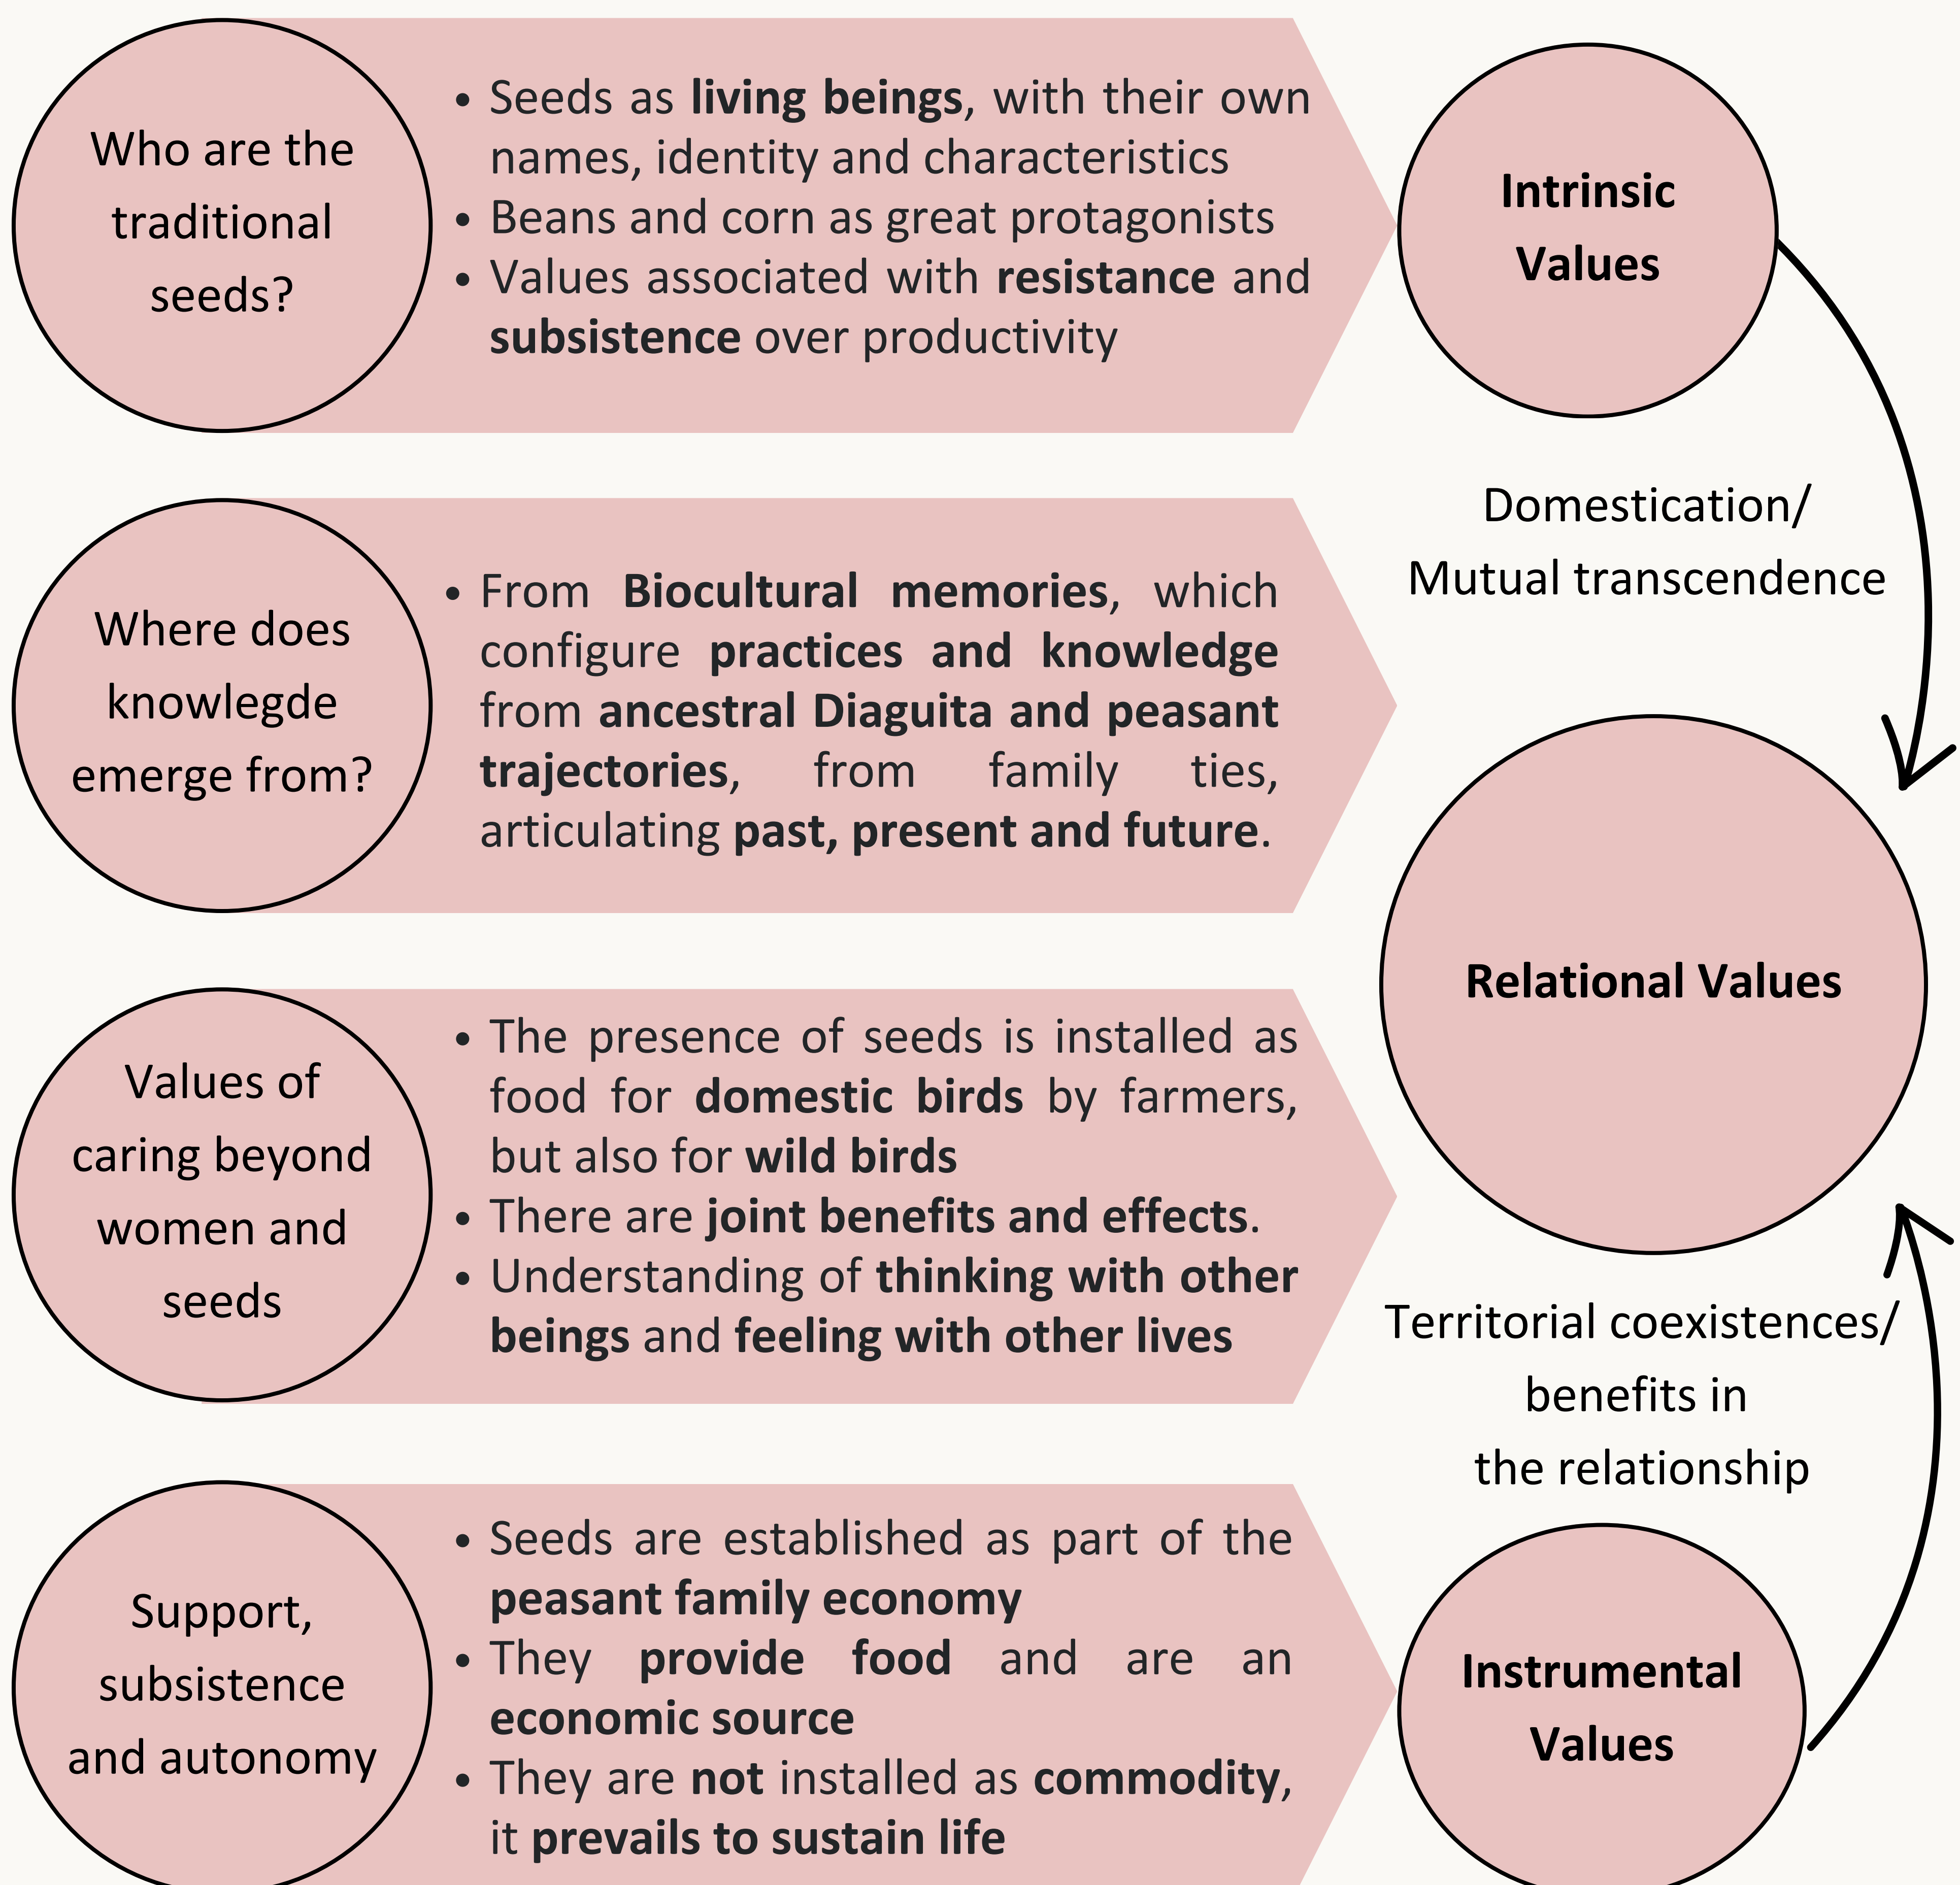 Who are the
traditional
seeds?
• Seeds as living beings, with their own
names, identity and characteristics
• Beans and corn as great protagonists
• Values associated with resistance and
subsistence over productivity
Intrinsic
Values
Domestication/
Mutual transcendence
Where does
knowlegde
emerge from?
• From Biocultural memories, which
configure practices and knowledge
from ancestral Diaguita and peasant
trajectories, from family ties,
articulating past, present and future.
Relational Values
Values of
caring beyond
women and
seeds
• The presence of seeds is installed as
food for domestic birds by farmers,
but also for wild birds
• There are joint benefits and effects.
• Understanding of thinking with other
beings and feeling with other lives
Territorial coexistences/
benefits in
the relationship
Support,
subsistence
and autonomy
• Seeds are established as part of the
peasant family economy
• They provide food and are an
economic source
• They are not installed as commodity,
it prevails to sustain life
Instrumental
Values